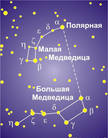 α
Полярная
δ
ε
Малая
ζ
β
Медведица
η
γ
Большая
α
Медведица
δ
β
ζ
ε
γ
η